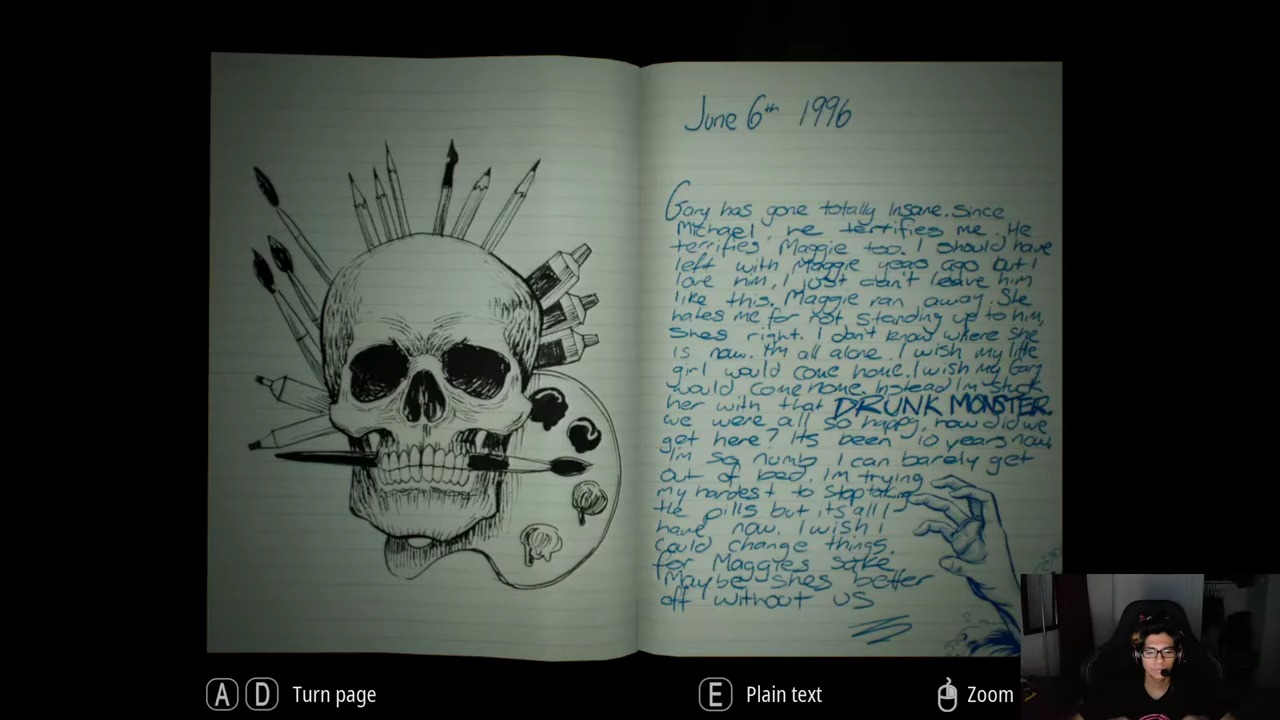 June 6th 1996
Gary has gone totally insane. Since
Michael he terrifies me. He
terrifies Maggie too. I should have
left with Maggie years ago but I
love him, I just can't leave him
like this. Maggie ran away. She
hates me for not standing up to him,
shes right. I don't know where she
is now. I'm all alone. I wish my little
girl would come home. I wish my Gary
would come home. Instead I'm stuck
her with that DRUNK MONSTER.
we were all so happy, how did we
get here? Its been 10 years now.
I'm so numb I can barely get
out of bed. I'm trying
my hardest to stop taking
the pills but its all I
have now. I wish I
could change things.
for Maggies sake
Maybe shes better
off without us
A D Turn page
E Plain text
Zoom